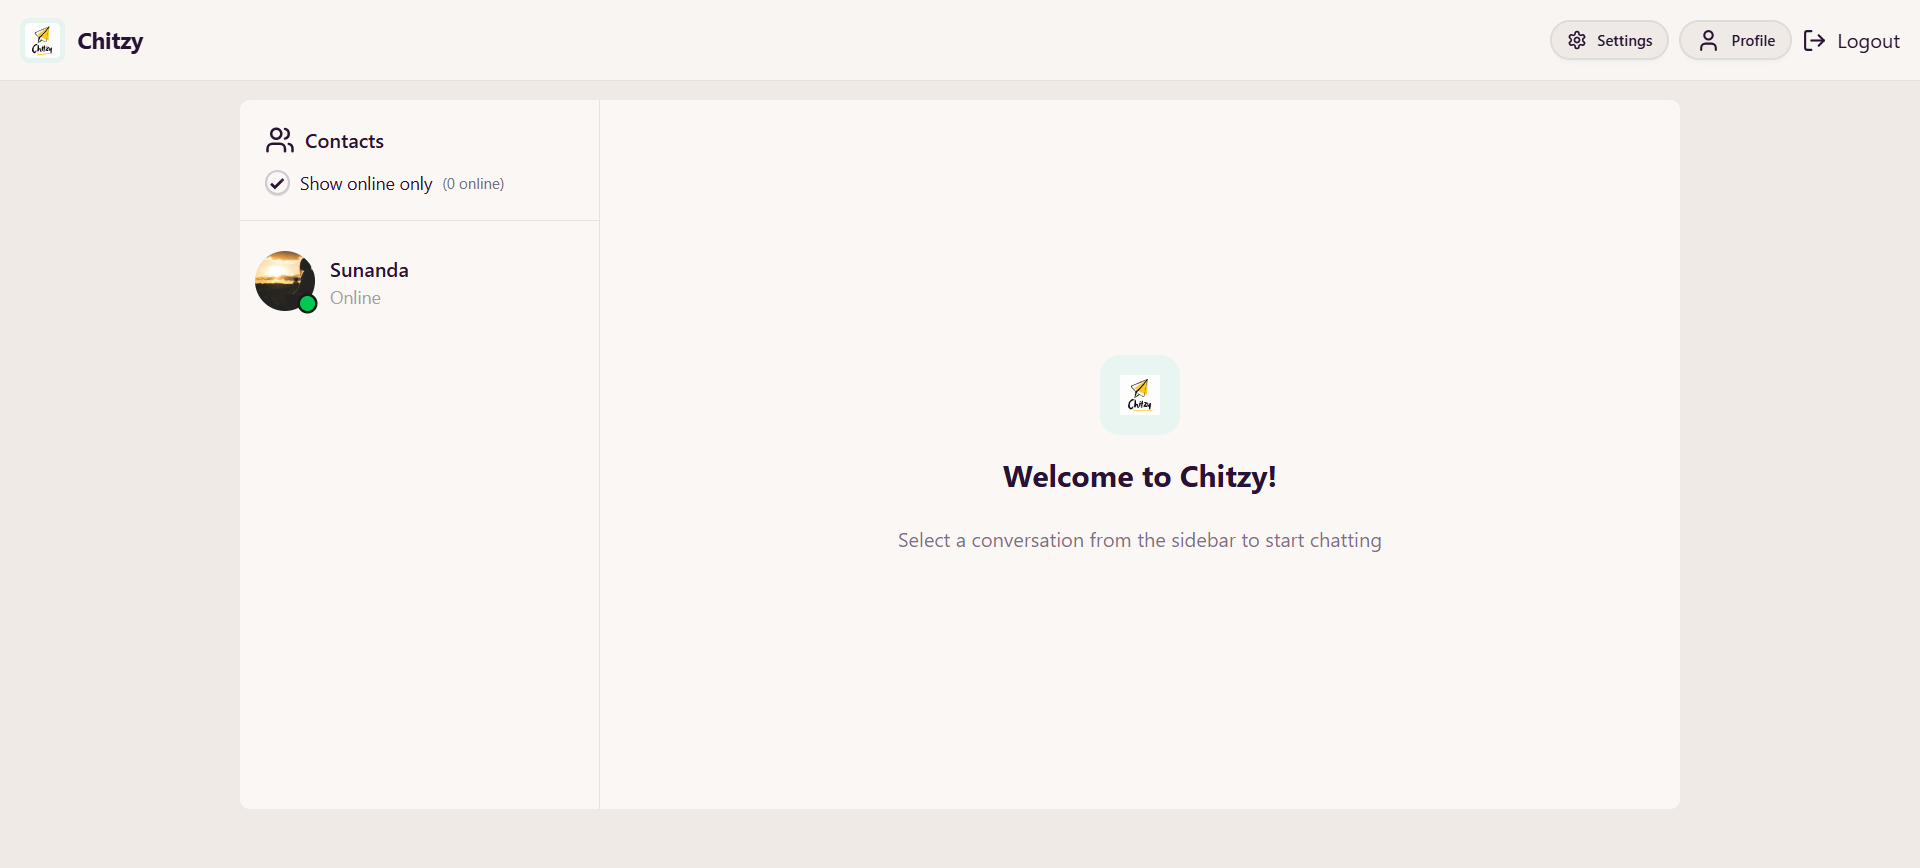 Chitzy
Chitzy
Settings
Profile
Logout
Contacts
Show online only (0 online)
Sunanda
Online
Chitzy
Welcome to Chitzy!
Select a conversation from the sidebar to start chatting